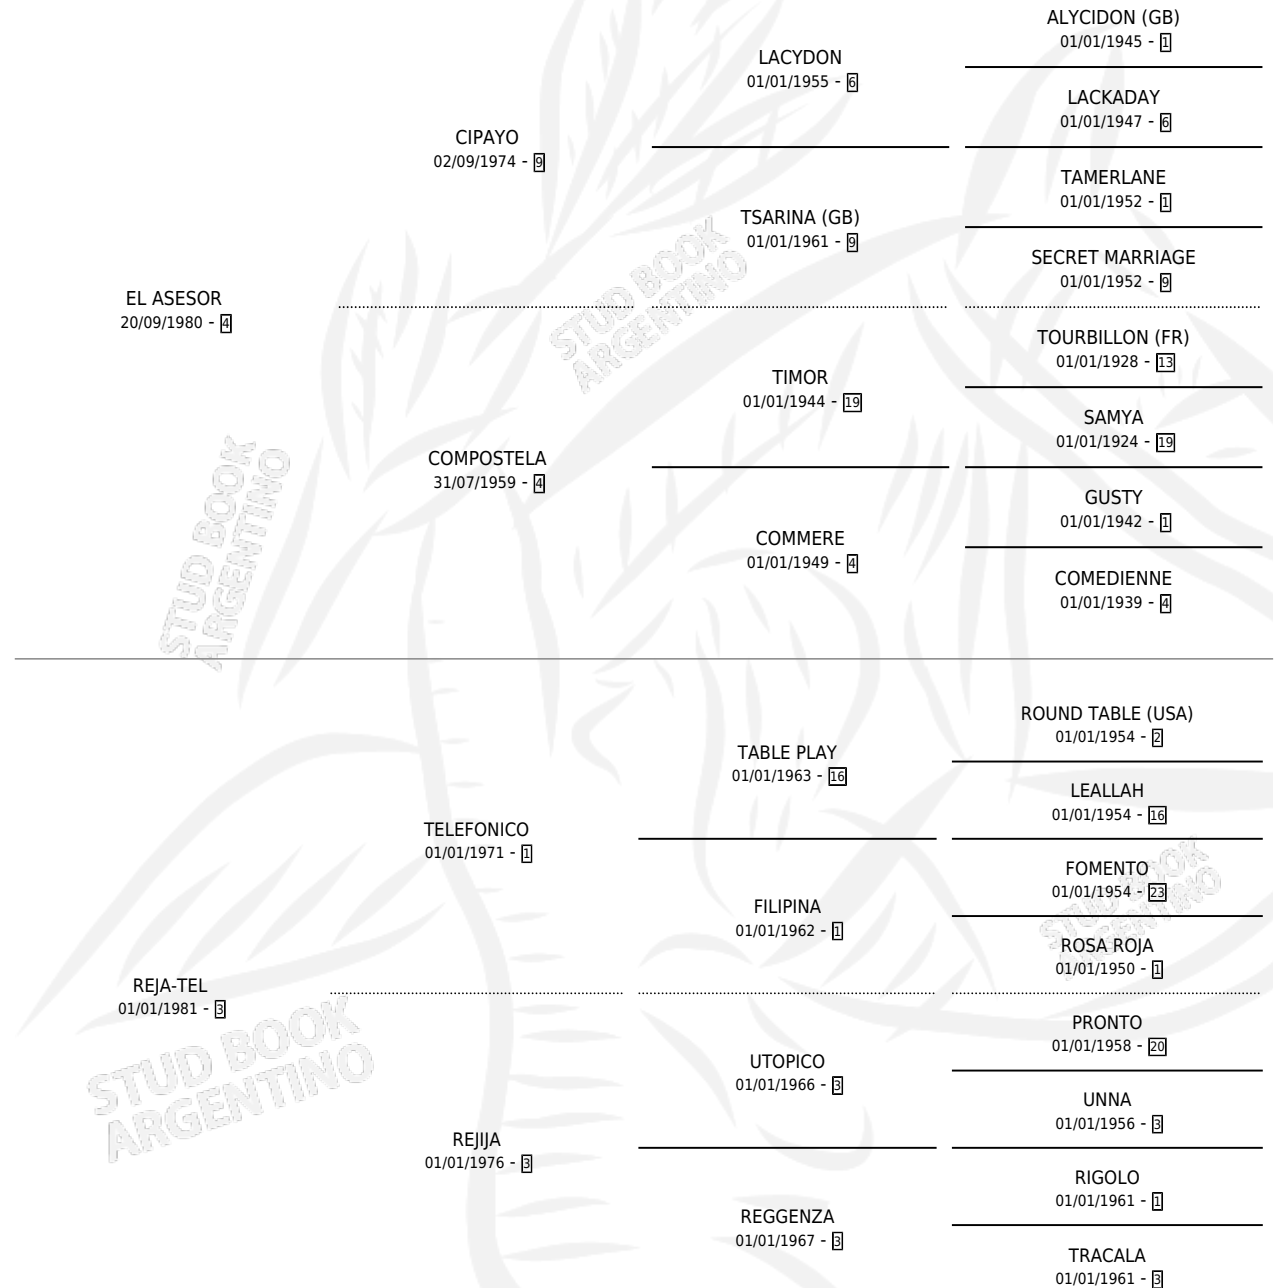 ALYCIDON (GB)
01/01/1945 - 1
LACYDON
01/01/1955 - 6
LACKADAY
01/01/1947 - 6
CIPAYO
02/09/1974 - 9
TAMERLANE
01/01/1952 - 1
TSARINA (GB)
01/01/1961 - 9
SECRET MARRIAGE
01/01/1952 - 9
EL ASESOR
20/09/1980 - 4
TOURBILLON (FR)
01/01/1928 - 13
TIMOR
01/01/1944 - 19
SAMYA
01/01/1924 - 19
COMPOSTELA
31/07/1959 - 4
GUSTY
01/01/1942 - 1
COMMERE
01/01/1949 - 4
COMEDIENNE
01/01/1939 - 4
ROUND TABLE (USA)
01/01/1954 - 2
TABLE PLAY
01/01/1963 - 16
LEALLAH
01/01/1954 - 16
TELEFONICO
01/01/1971 - 1
FOMENTO
01/01/1954 - 23
FILIPINA
01/01/1962 - 1
ROSA ROJA
01/01/1950 - 1
REJA-TEL
01/01/1981 - 3
PRONTO
01/01/1958 - 20
UTOPICO
01/01/1966 - 3
UNNA
01/01/1956 - 3
REJIJA
01/01/1976 - 3
RIGOLO
01/01/1961 - 1
REGGENZA
01/01/1967 - 3
TRACALA
01/01/1961 - 3
STUD BOOK
ARGENTINO
STUD BOOK
ARGENTINO
STUD BOOK
ARGENTINO
STUD BOOK
ARGENTINO